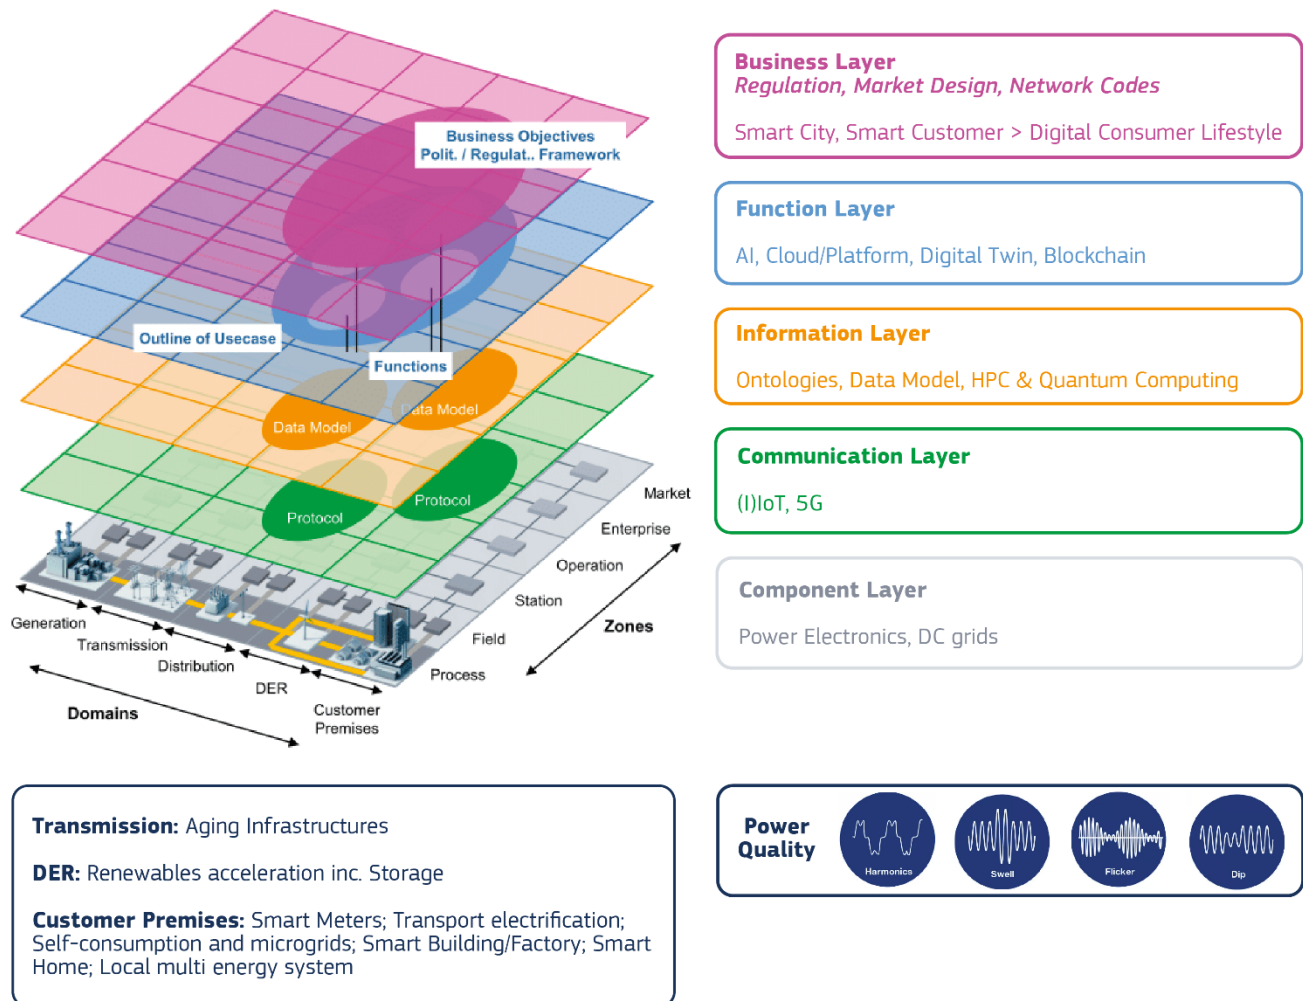 Business Objectives
Polit. / Regulat.. Framework
Outline of Usecase
Functions
Data Model
Data Model
Protocol
Protocol
Market
Enterprise
Operation
Station
Field
Process
Zones
Generation
Transmission
Distribution
DER
Customer
Premises
Domains
Business Layer
Regulation, Market Design, Network Codes
Smart City, Smart Customer > Digital Consumer Lifestyle
Function Layer
AI, Cloud/Platform, Digital Twin, Blockchain
Information Layer
Ontologies, Data Model, HPC & Quantum Computing
Communication Layer
(I)IoT, 5G
Component Layer
Power Electronics, DC grids
Transmission: Aging Infrastructures
DER: Renewables acceleration inc. Storage
Customer Premises: Smart Meters; Transport electrification;
Self-consumption and microgrids; Smart Building/Factory; Smart
Home; Local multi energy system
Power
Quality
Harmonics
Swell
Flicker
Dip